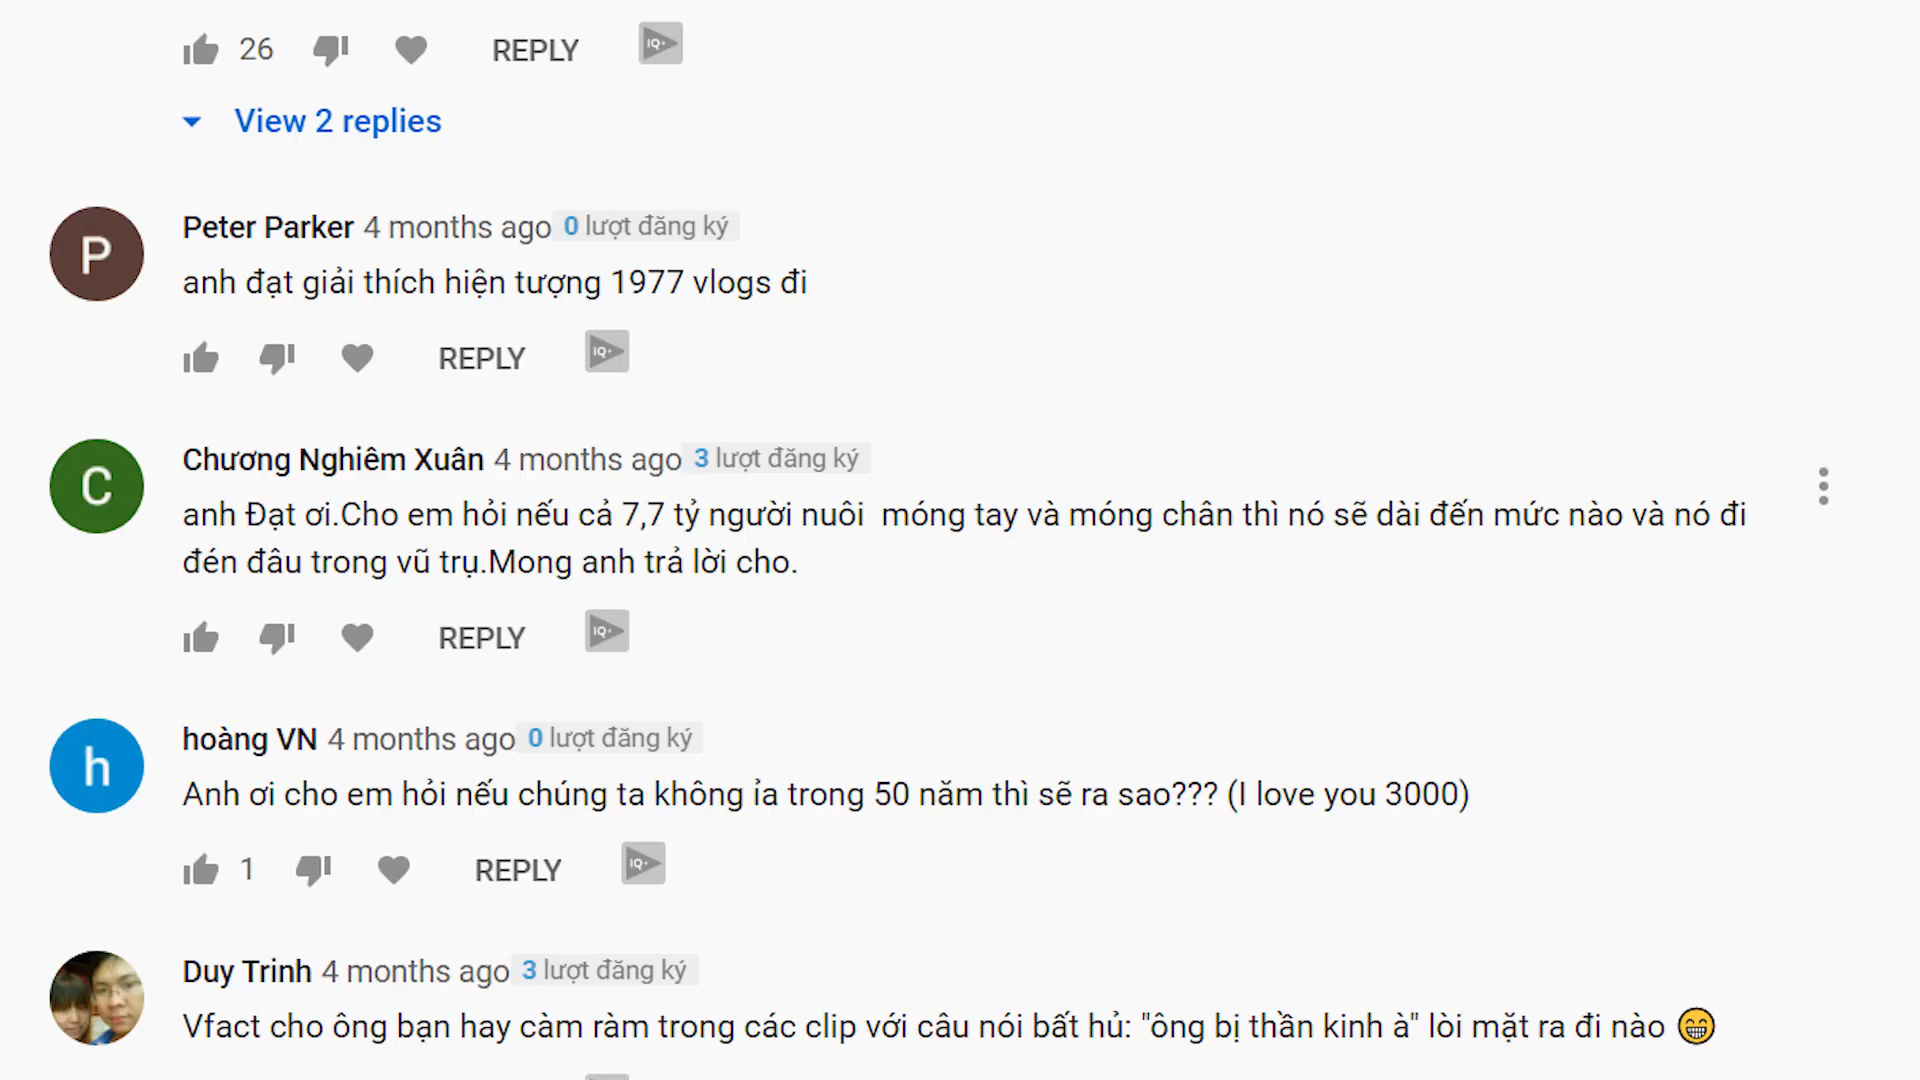 26 REPLY IQ+
View 2 replies
P
Peter Parker 4 months ago 0 lượt đăng ký
anh đạt giải thích hiện tượng 1977 vlogs đi
REPLY IQ+
C
Chương Nghiêm Xuân 4 months ago 3 lượt đăng ký
anh Đạt ơi.Cho em hỏi nếu cả 7,7 tỷ người nuôi móng tay và móng chân thì nó sẽ dài đến mức nào và nó đi
đén đâu trong vũ trụ.Mong anh trả lời cho.
REPLY IQ+
h
hoàng VN 4 months ago 0 lượt đăng ký
Anh ơi cho em hỏi nếu chúng ta không ỉa trong 50 năm thì sẽ ra sao??? (I love you 3000)
1 REPLY IQ+
Duy Trinh 4 months ago 3 lượt đăng ký
Vfact cho ông bạn hay càm ràm trong các clip với câu nói bất hủ: "ông bị thần kinh à" lòi mặt ra đi nào 😁